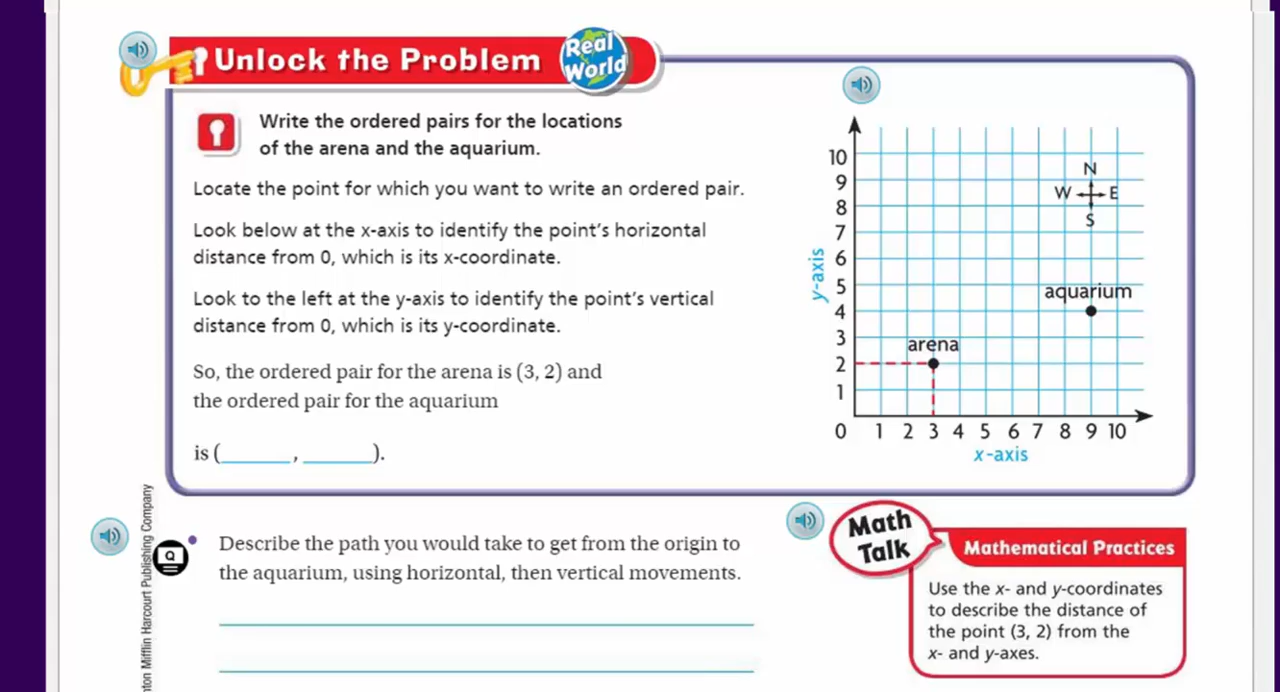 Unlock the Problem
Real
World
Write the ordered pairs for the locations
of the arena and the aquarium.
Locate the point for which you want to write an ordered pair.
Look below at the x-axis to identify the point's horizontal
distance from 0, which is its x-coordinate.
Look to the left at the y-axis to identify the point's vertical
distance from 0, which is its y-coordinate.
So, the ordered pair for the arena is (3, 2) and
the ordered pair for the aquarium
is (______, ______).
10
9
8
7
6
5
4
3
2
1
y-axis
N
W E
S
aquarium
arena
0 1 2 3 4 5 6 7 8 9 10
x-axis
ton Mifflin Harcourt Publishing Company
Q
Describe the path you would take to get from the origin to
the aquarium, using horizontal, then vertical movements.
Math
Talk
Mathematical Practices
Use the x- and y-coordinates
to describe the distance of
the point (3, 2) from the
x- and y-axes.